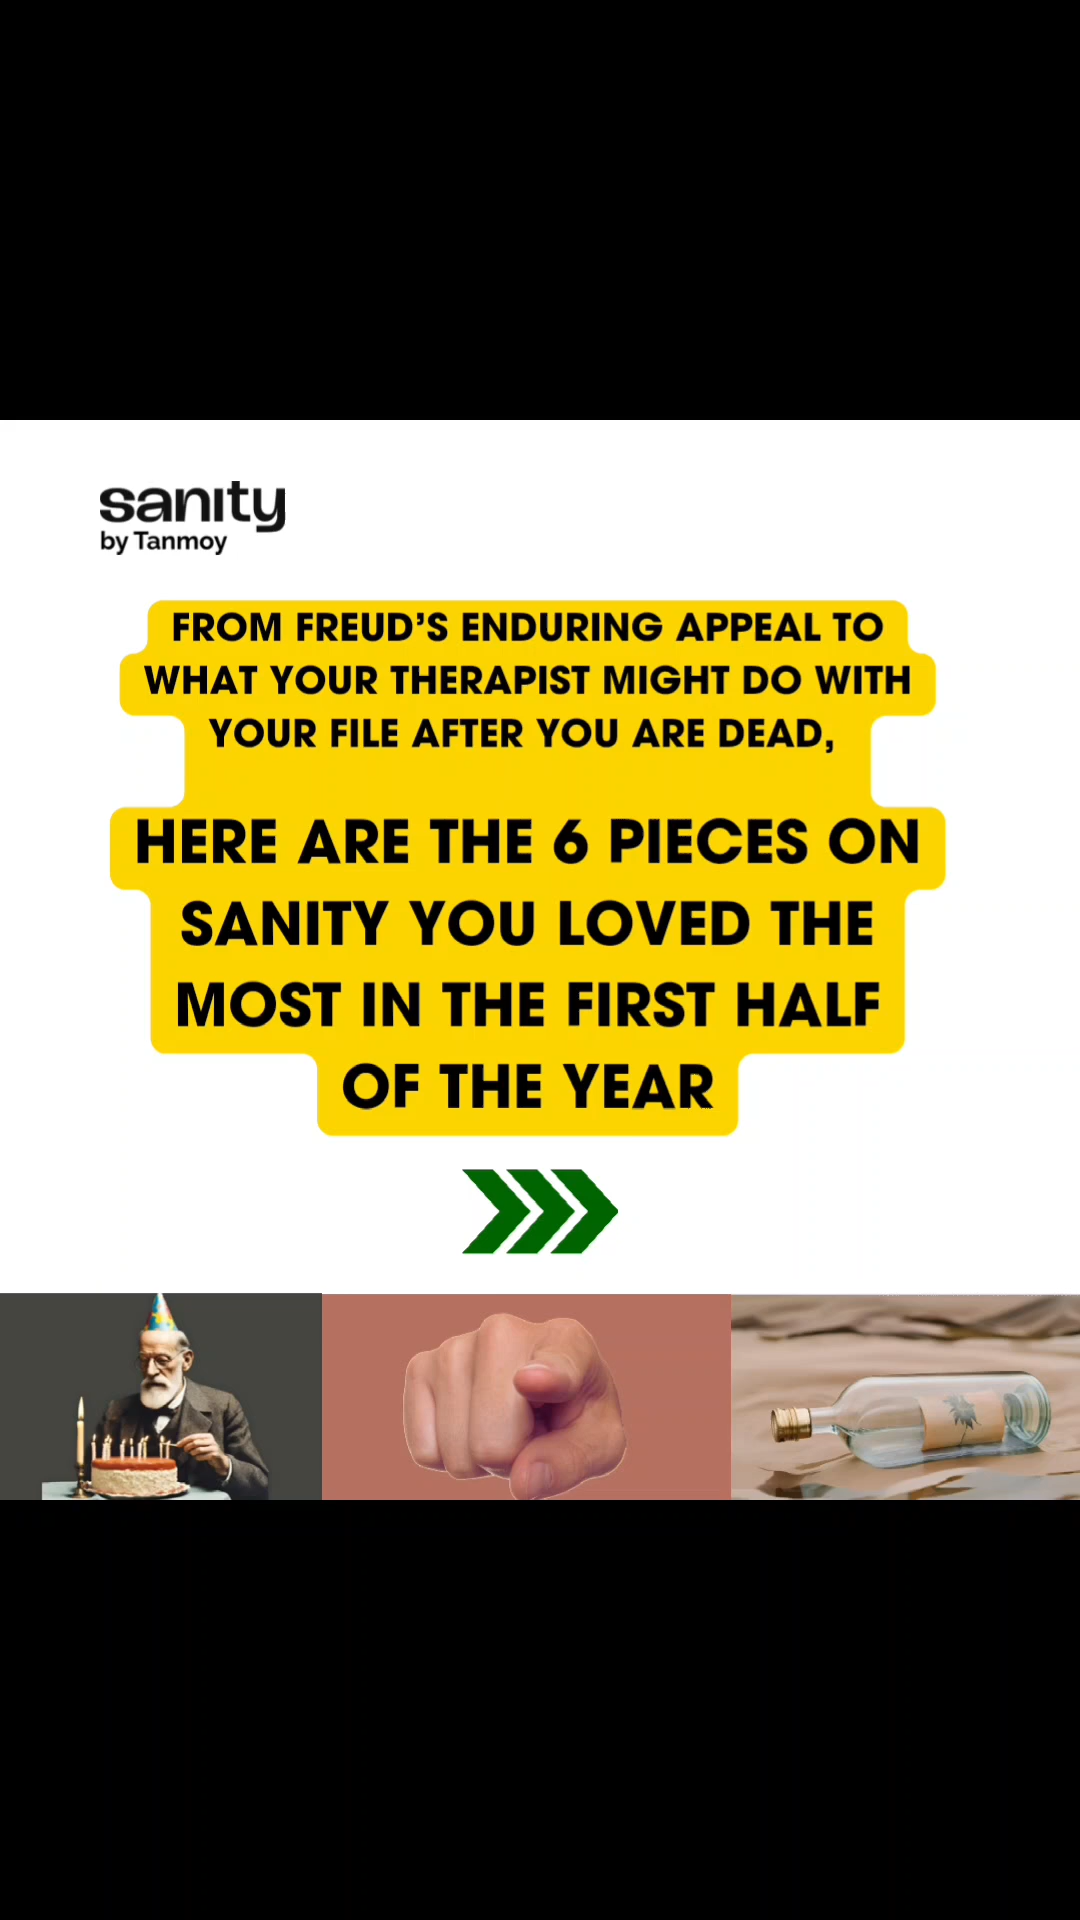 sanity
by Tanmoy
FROM FREUD’S ENDURING APPEAL TO
WHAT YOUR THERAPIST MIGHT DO WITH
YOUR FILE AFTER YOU ARE DEAD,
HERE ARE THE 6 PIECES ON
SANITY YOU LOVED THE
MOST IN THE FIRST HALF
OF THE YEAR